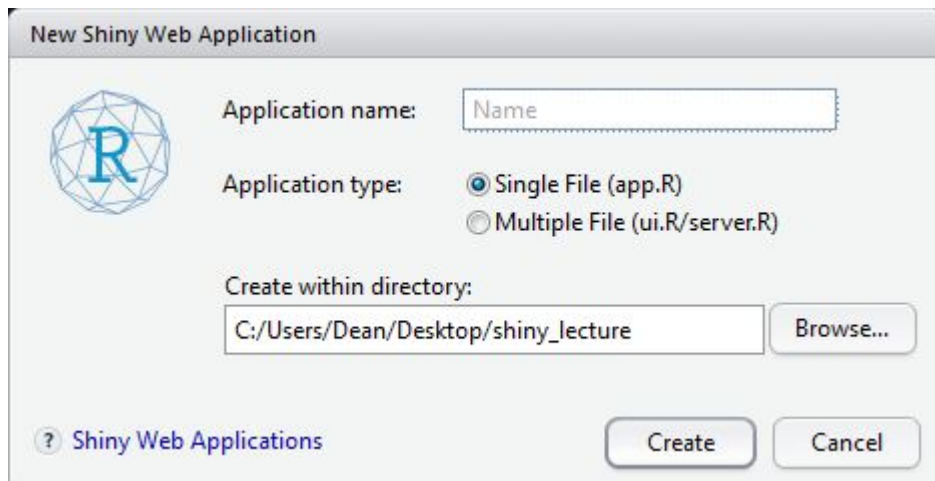 New Shiny Web Application
R
Application name: Name
Application type: Single File (app.R)
Multiple File (ui.R/server.R)
Create within directory:
C:/Users/Dean/Desktop/shiny_lecture Browse...
? Shiny Web Applications Create Cancel